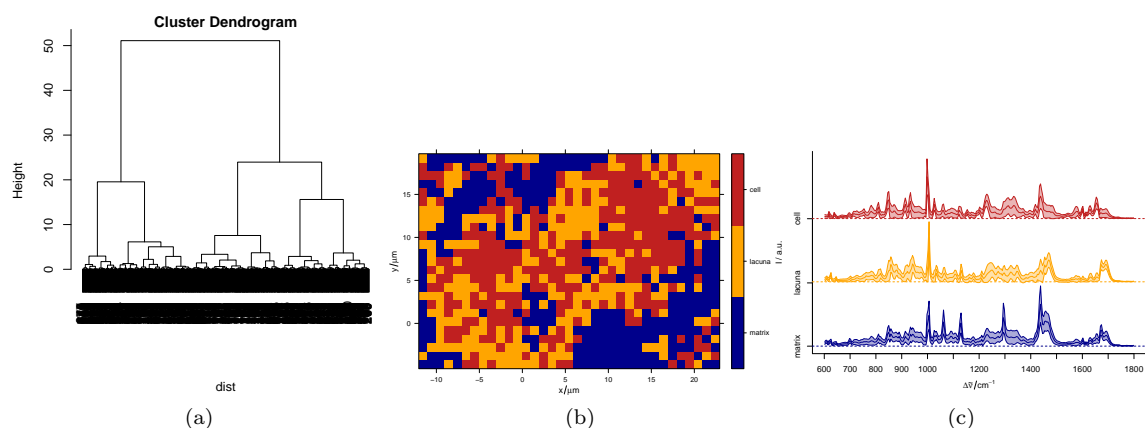 Cluster Dendrogram
Height
0
10
20
30
40
50
dist
(a)
y/μm
15
10
5
0
−10
−5
0
5
10
15
20
x/μm
cell
lacuna
matrix
(b)
I / a.u.
cell
lacuna
matrix
600
800
1000
1200
1400
1600
1800
Δν̃/cm⁻¹
(c)